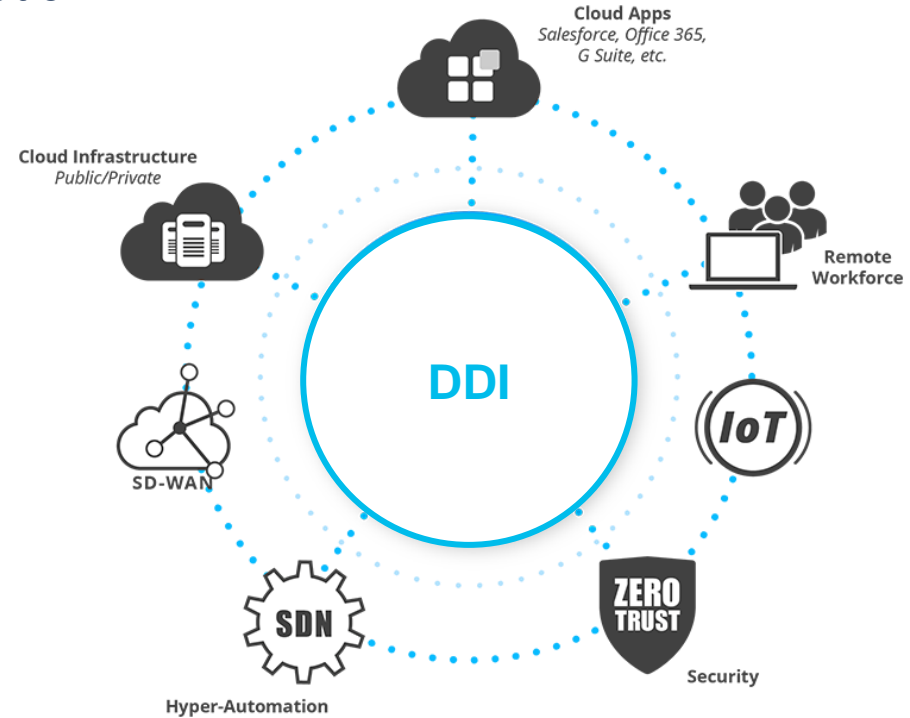 Cloud Apps
Salesforce, Office 365,
G Suite, etc.
Cloud Infrastructure
Public/Private
Remote
Workforce
DDI
IoT
SD-WAN
ZERO
TRUST
SDN
Security
Hyper-Automation